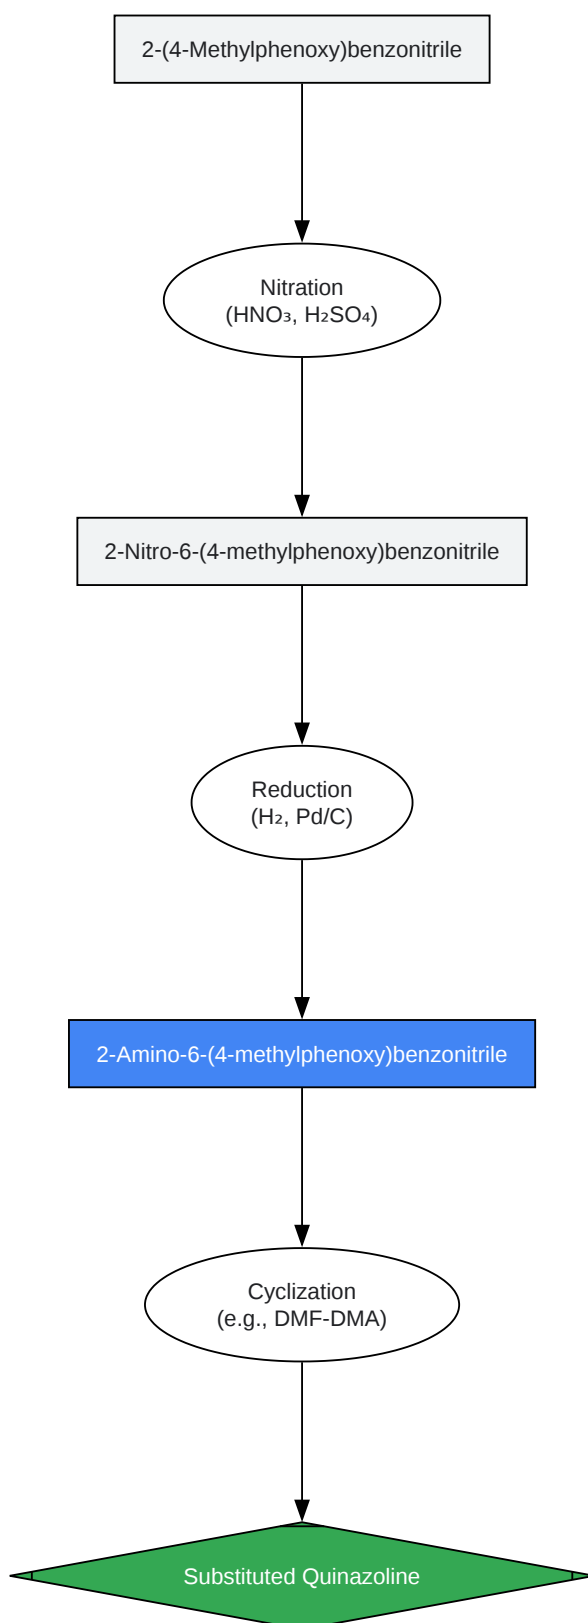 2-(4-Methylphenoxy)benzonitrile
Nitration
(HNO₃, H₂SO₄)
2-Nitro-6-(4-methylphenoxy)benzonitrile
Reduction
(H₂, Pd/C)
2-Amino-6-(4-methylphenoxy)benzonitrile
Cyclization
(e.g., DMF-DMA)
Substituted Quinazoline